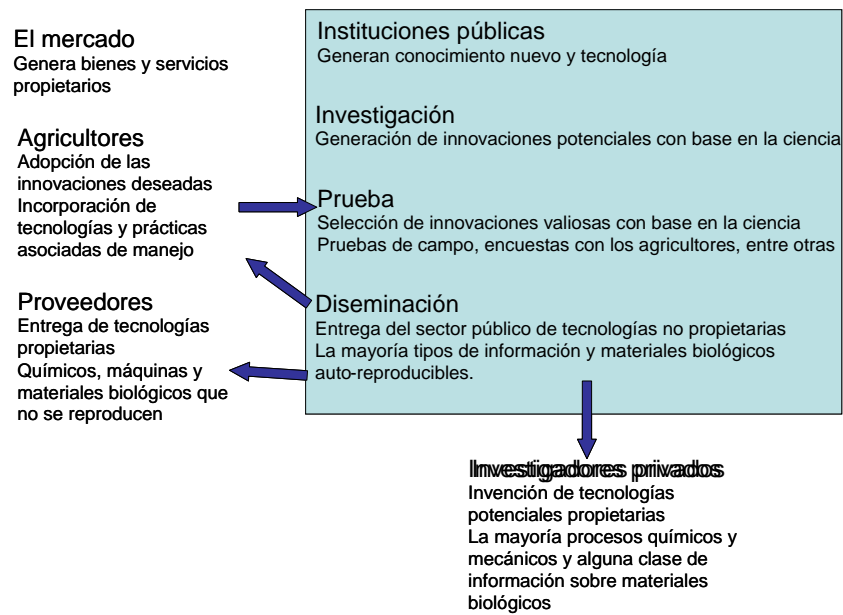 El mercado
Genera bienes y servicios
propietarios
Agricultores
Adopción de las
innovaciones deseadas
Incorporación de
tecnologías y prácticas
asociadas de manejo
Proveedores
Entrega de tecnologías
propietarias
Químicos, máquinas y
materiales biológicos que
no se reproducen
Instituciones públicas
Generan conocimiento nuevo y tecnología
Investigación
Generación de innovaciones potenciales con base en la ciencia
Prueba
Selección de innovaciones valiosas con base en la ciencia
Pruebas de campo, encuestas con los agricultores, entre otras
Diseminación
Entrega del sector público de tecnologías no propietarias
La mayoría tipos de información y materiales biológicos
auto-reproducibles.
Investigadores privados
Invención de tecnologías
potenciales propietarias
La mayoría procesos químicos y
mecánicos y alguna clase de
información sobre materiales
biológicos